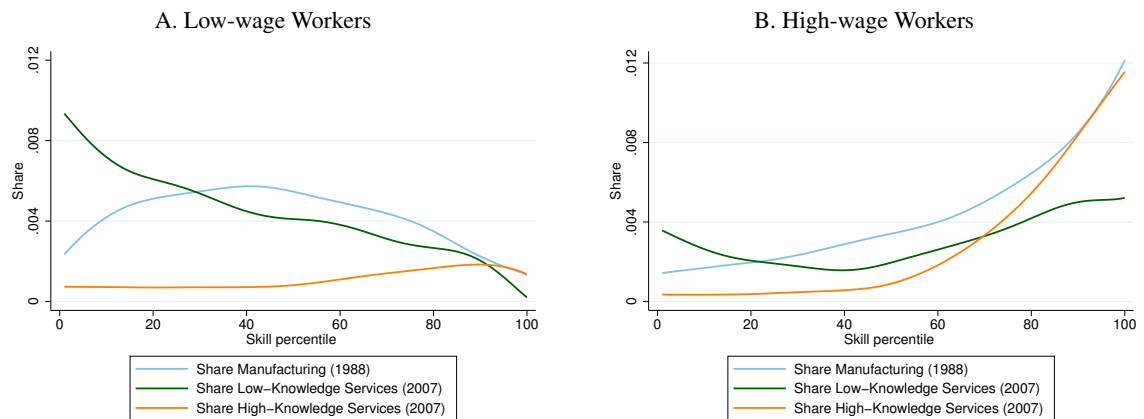 A. Low-wage Workers
.012
.008
.004
0
Share
0 20 40 60 80 100
Skill percentile
Share Manufacturing (1988)
Share Low−Knowledge Services (2007)
Share High−Knowledge Services (2007)
B. High-wage Workers
.012
.008
.004
0
Share
0 20 40 60 80 100
Skill percentile
Share Manufacturing (1988)
Share Low−Knowledge Services (2007)
Share High−Knowledge Services (2007)